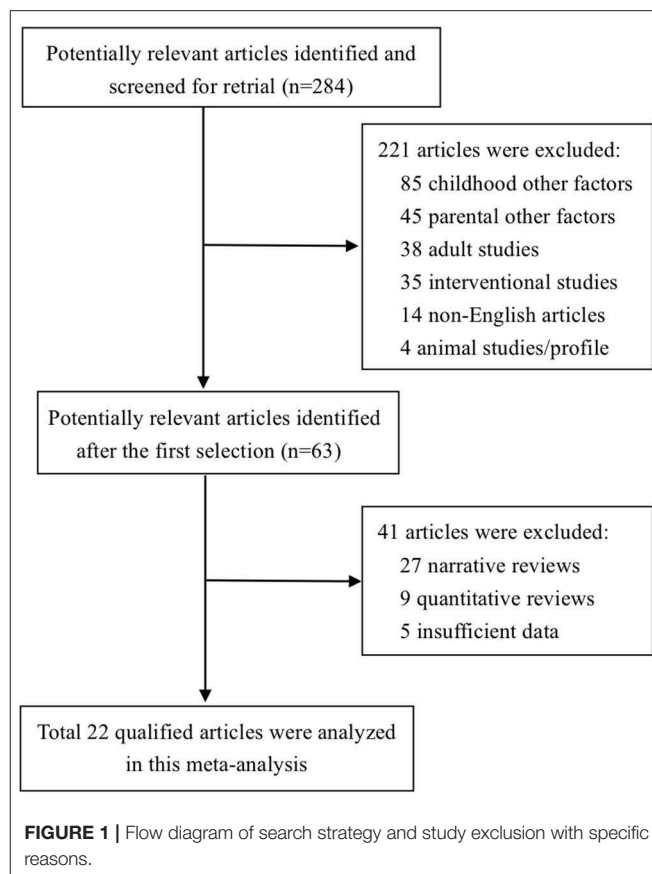 Potentially relevant articles identified and
screened for retrial (n=284)
221 articles were excluded:
85 childhood other factors
45 parental other factors
38 adult studies
35 interventional studies
14 non-English articles
4 animal studies/profile
Potentially relevant articles identified
after the first selection (n=63)
41 articles were excluded:
27 narrative reviews
9 quantitative reviews
5 insufficient data
Total 22 qualified articles were analyzed
in this meta-analysis
FIGURE 1 | Flow diagram of search strategy and study exclusion with specific
reasons.